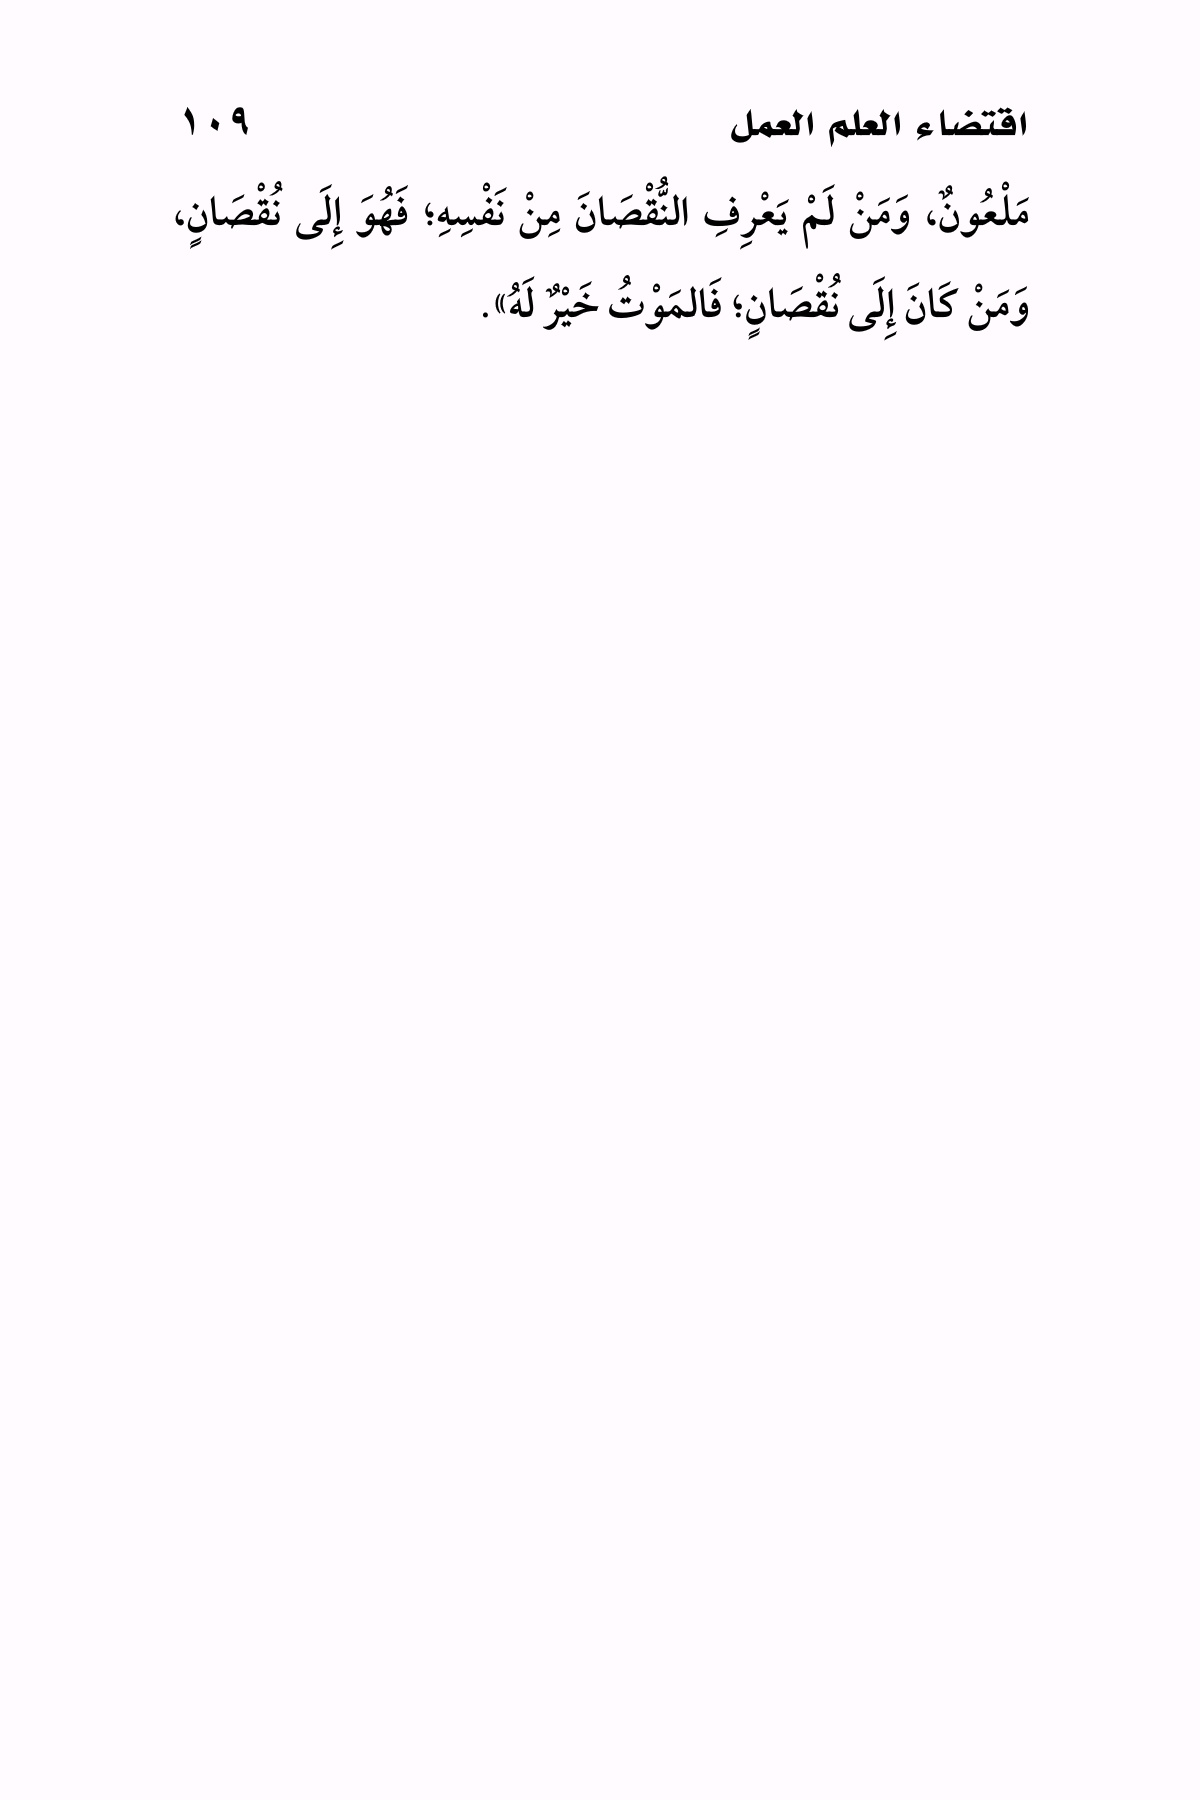 اقتضاء العلم العمل ١٠٩
مَلْعُونٌ، وَمَنْ لَمْ يَعْرِفِ النُّقْصَانَ مِنْ نَفْسِهِ؛ فَهُوَ إِلَى نُقْصَانٍ،
وَمَنْ كَانَ إِلَى نُقْصَانٍ؛ فَالمَوْتُ خَيْرٌ لَهُ».